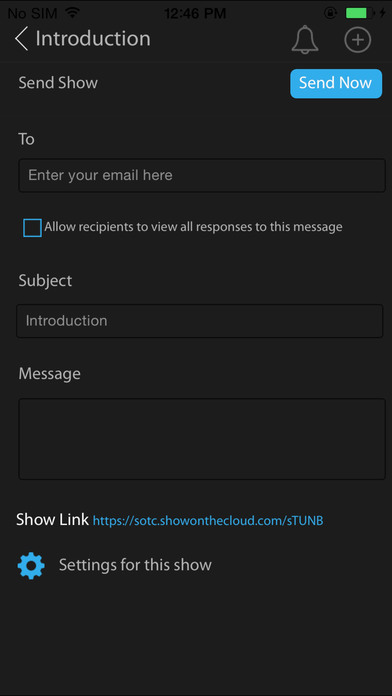 No SIM 12:46 PM
Introduction
Send Show Send Now
To
Enter your email here
Allow recipients to view all responses to this message
Subject
Introduction
Message
Show Link https://sotc.showonthecloud.com/sTUNB
Settings for this show